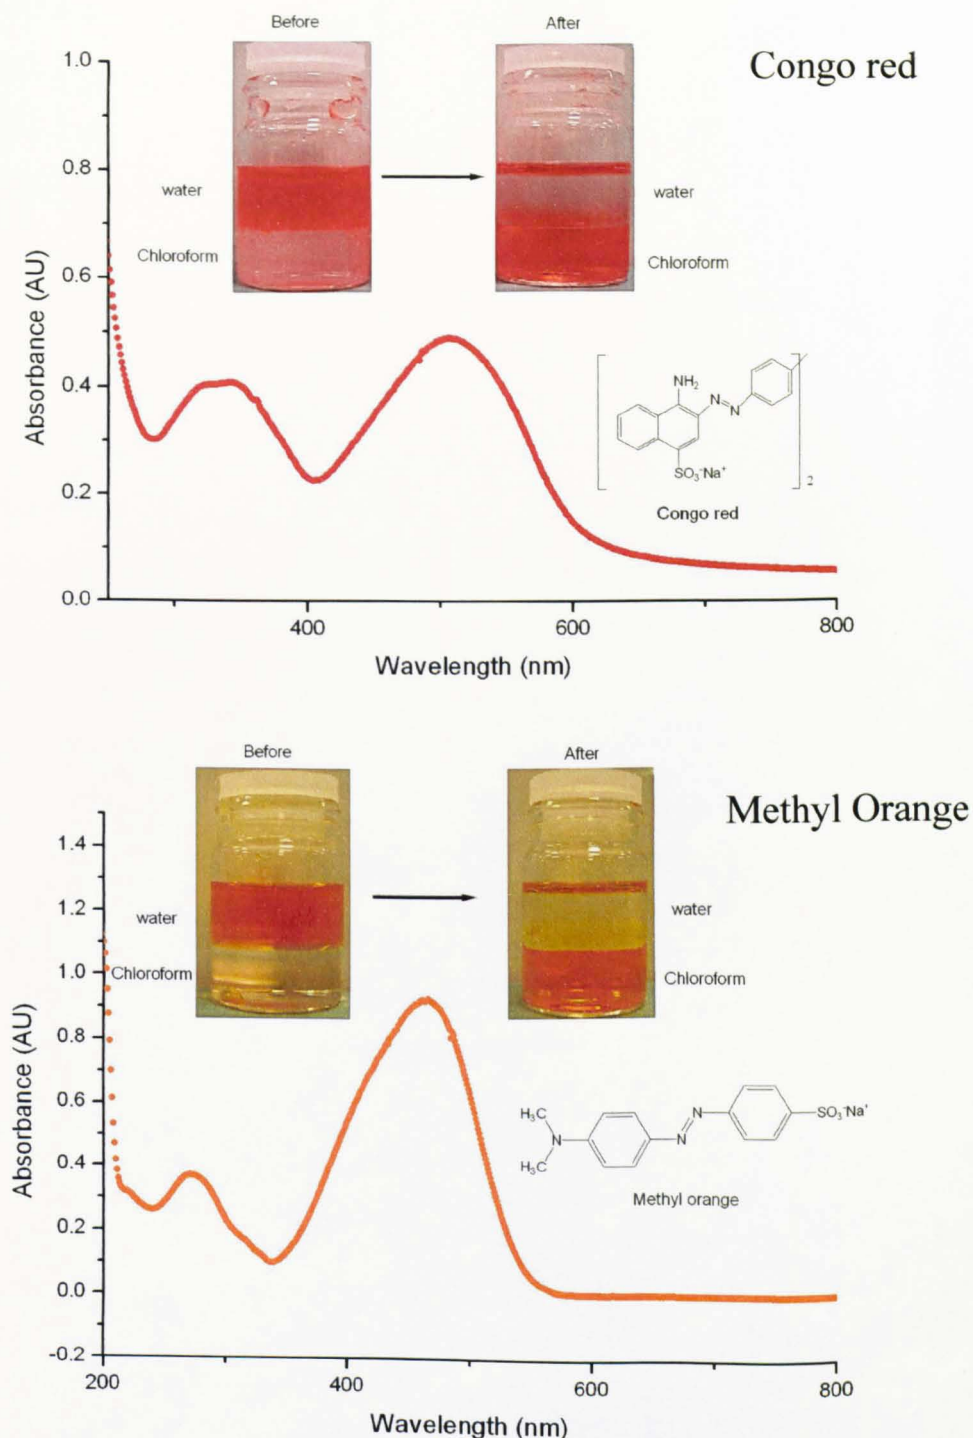 Before
After
Congo red
1.0
0.8
0.6
0.4
0.2
0.0
Absorbance (AU)
water
Chloroform
water
Chloroform
NH₂
N
N
SO₃⁻Na⁺
2
Congo red
400
600
800
Wavelength (nm)
Before
After
Methyl Orange
1.4
1.2
1.0
0.8
0.6
0.4
0.2
0.0
-0.2
Absorbance (AU)
water
Chloroform
water
Chloroform
H₃C
N
H₃C
N
N
SO₃⁻Na⁺
Methyl orange
200
400
600
800
Wavelength (nm)